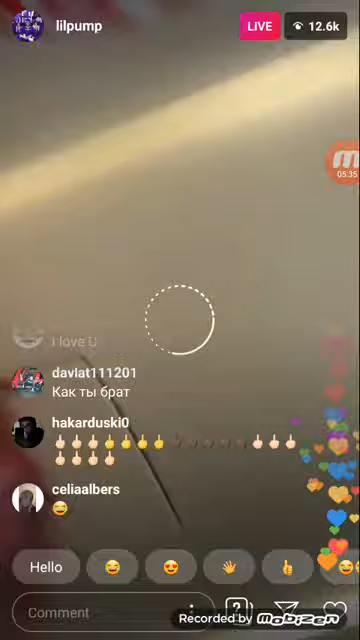 lilpump
LIVE
12.6k
05:35
I love U
davlat111201
Как ты брат
hakarduski0
celiaalbers
Hello
Comment
Recorded by MOBIZEN